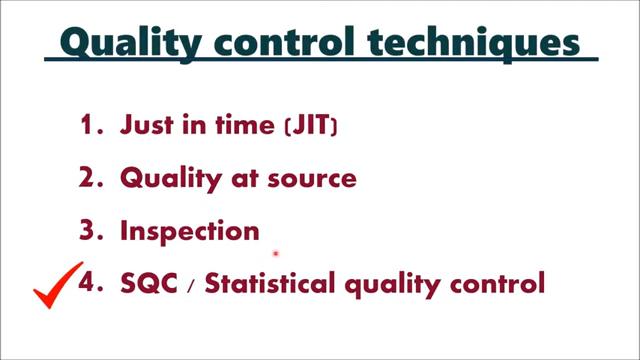 Quality control techniques
1. Just in time (JIT)
2. Quality at source
3. Inspection
4. SQC / Statistical quality control